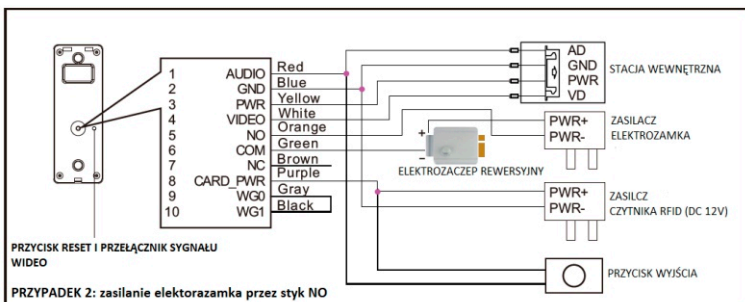 1 AUDIO Red
2 GND Blue
3 PWR Yellow
4 VIDEO White
5 NO Orange
6 COM Green
7 NC Brown
8 CARD_PWR Purple
9 WG0 Gray
10 WG1 Black
AD
GND
PWR
VD
STACJA WEWNĘTRZNA
PWR+
PWR-
ZASILACZ
ELEKTROZAMKA
+
–
ELEKTROZACZEP REWERSYJNY
PWR+
PWR-
ZASILCZ
CZYTNIKA RFID (DC 12V)
PRZYCISK WYJŚCIA
PRZYCISK RESET I PRZEŁĄCZNIK SYGNAŁU
WIDEO
PRZYPADEK 2: zasilanie elektorazamka przez styk NO